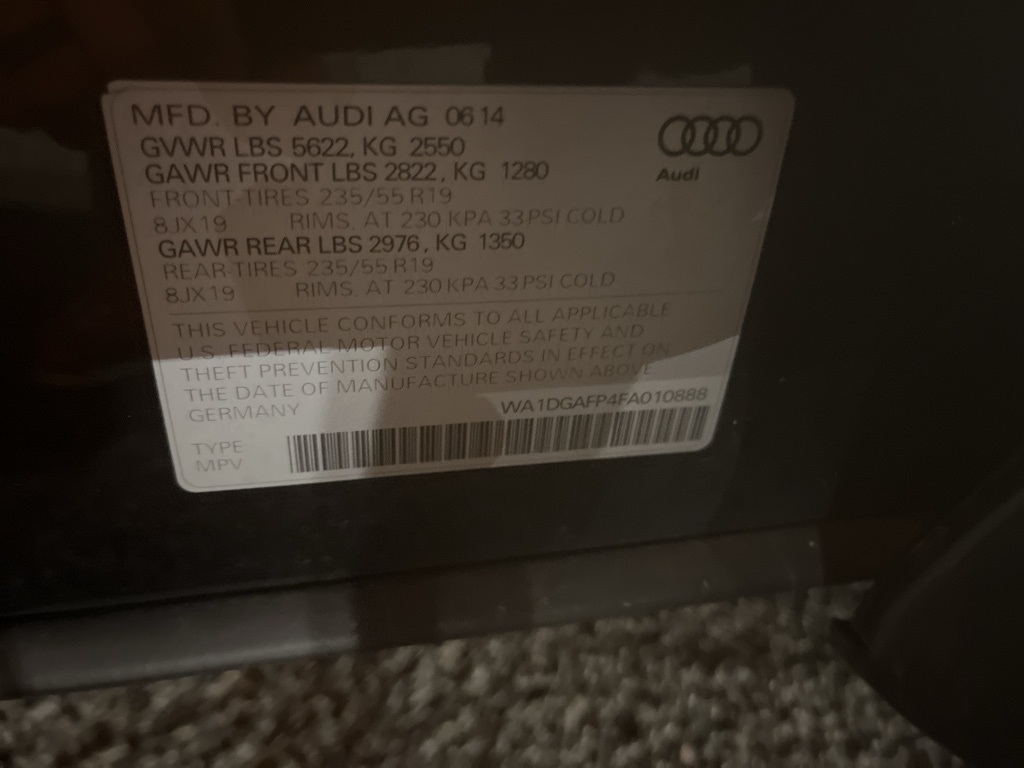 MFD. BY AUDI AG 06 14
GVWR LBS 5622, KG 2550
GAWR FRONT LBS 2822, KG 1280
FRONT-TIRES 235/55 R19
8JX19 RIMS. AT 230 KPA 33 PSI COLD
GAWR REAR LBS 2976, KG 1350
REAR-TIRES 235/55 R19
8JX19 RIMS. AT 230 KPA 33 PSI COLD
Audi
THIS VEHICLE CONFORMS TO ALL APPLICABLE
U.S. FEDERAL MOTOR VEHICLE SAFETY AND
THEFT PREVENTION STANDARDS IN EFFECT ON
THE DATE OF MANUFACTURE SHOWN ABOVE
GERMANY WA1DGAFP4FA010888
TYPE
MPV